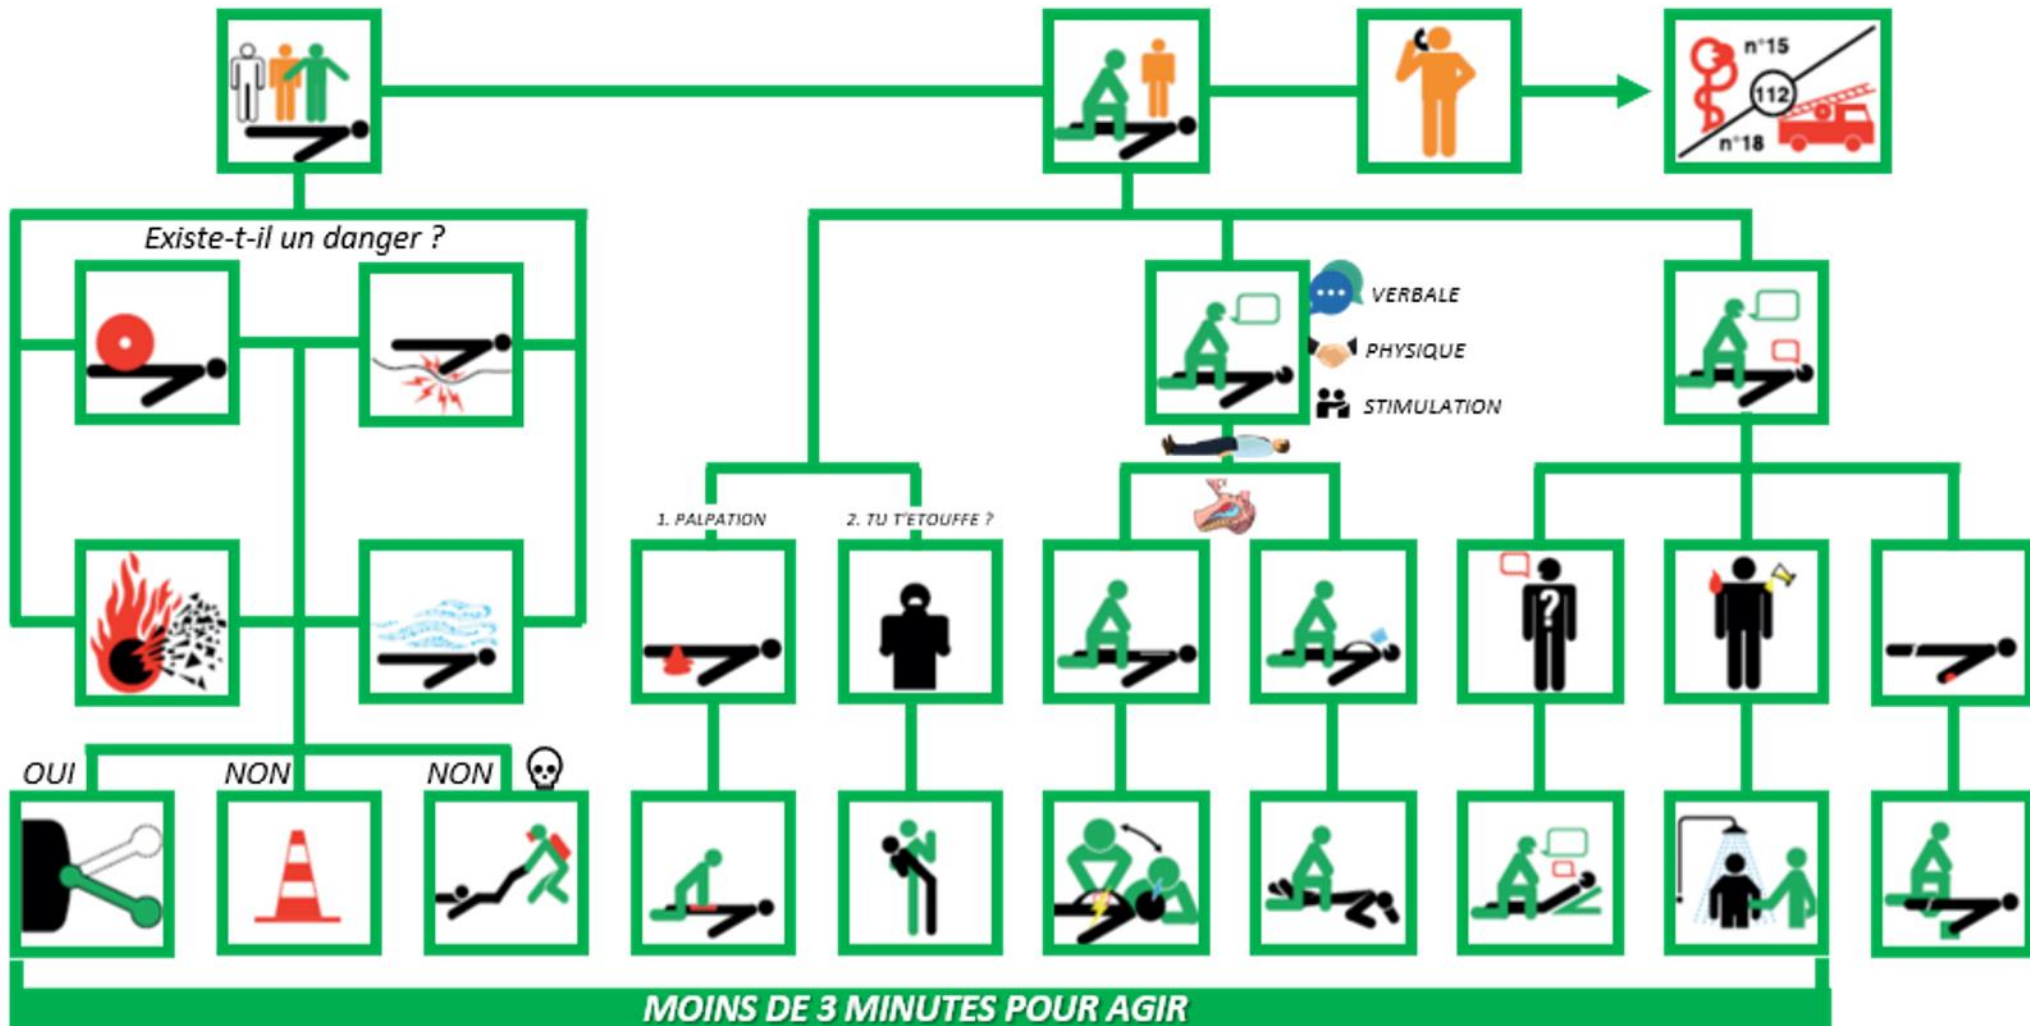 n°15
112
n°18
Existe-t-il un danger ?
VERBALE
PHYSIQUE
STIMULATION
1. PALPATION
2. TU T'ETOUFFE ?
?
OUI
NON
NON
MOINS DE 3 MINUTES POUR AGIR